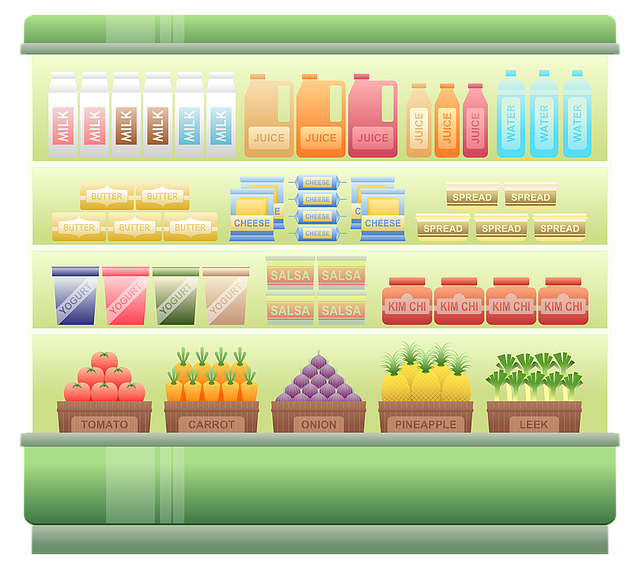 MILK MILK MILK MILK MILK MILK JUICE JUICE JUICE JUICE JUICE JUICE WATER WATER WATER
BUTTER BUTTER
BUTTER BUTTER BUTTER
CHEESE
CHEESE
CHEESE
CHEESE
CHEESE CHEESE
SPREAD SPREAD
SPREAD SPREAD SPREAD
YOGURT YOGURT YOGURT YOGURT
SALSA SALSA
SALSA SALSA
KIM CHI KIM CHI KIM CHI KIM CHI
TOMATO CARROT ONION PINEAPPLE LEEK